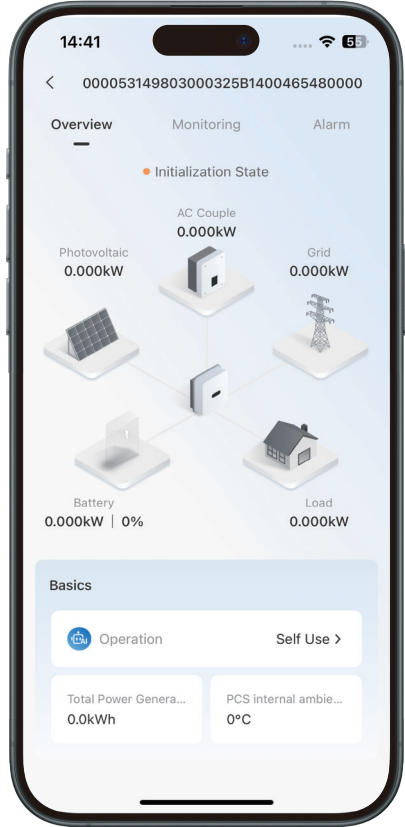 14:41
55
000053149803000325B1400465480000
Overview
Monitoring
Alarm
Initialization State
AC Couple
0.000kW
Photovoltaic
0.000kW
Grid
0.000kW
Battery
0.000kW | 0%
Load
0.000kW
Basics
AI
Operation
Self Use >
Total Power Genera...
0.0kWh
PCS internal ambie...
0°C